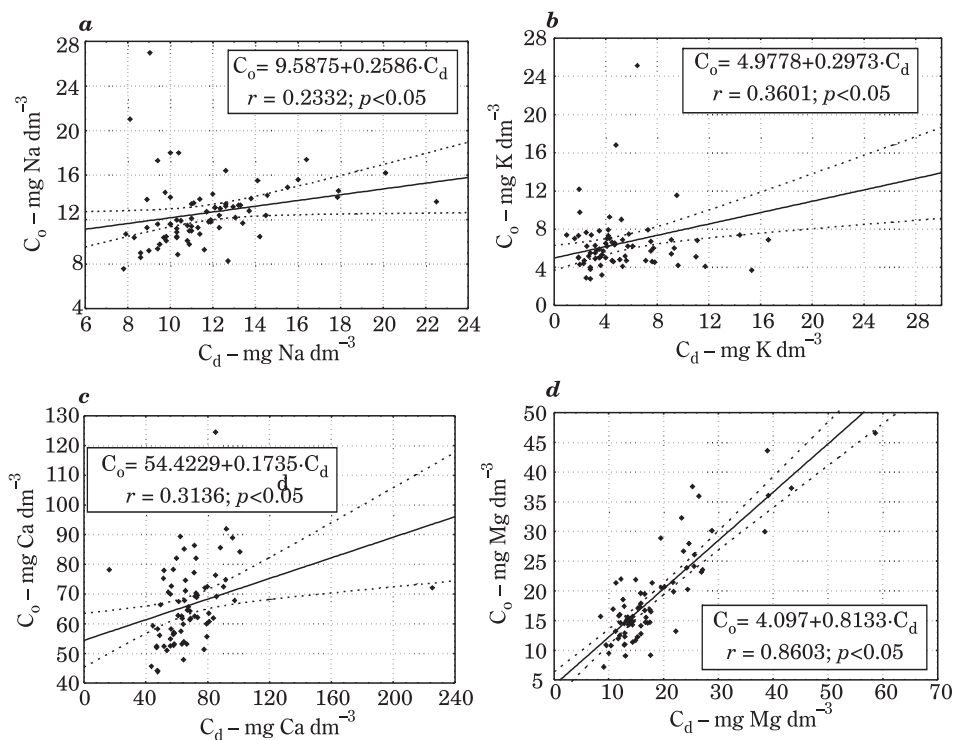 a
28
24
20
16
12
8
4
C_o – mg Na dm⁻³
C_o= 9.5875+0.2586·C_d
r = 0.2332; p<0.05
6 8 10 12 14 16 18 20 22 24
C_d – mg Na dm⁻³
b
28
24
20
16
12
8
4
0
C_o – mg K dm⁻³
C_o= 4.9778+0.2973·C_d
r = 0.3601; p<0.05
0 4 8 12 16 20 24 28
C_d – mg K dm⁻³
c
130
120
110
100
90
80
70
60
50
40
C_o – mg Ca dm⁻³
C_o= 54.4229+0.1735·C_d
d
r = 0.3136; p<0.05
0 40 80 120 160 200 240
C_d – mg Ca dm⁻³
d
50
45
40
35
30
25
20
15
10
5
C_o – mg Mg dm⁻³
C_o= 4.097+0.8133·C_d
r = 0.8603; p<0.05
0 10 20 30 40 50 60 70
C_d – mg Mg dm⁻³